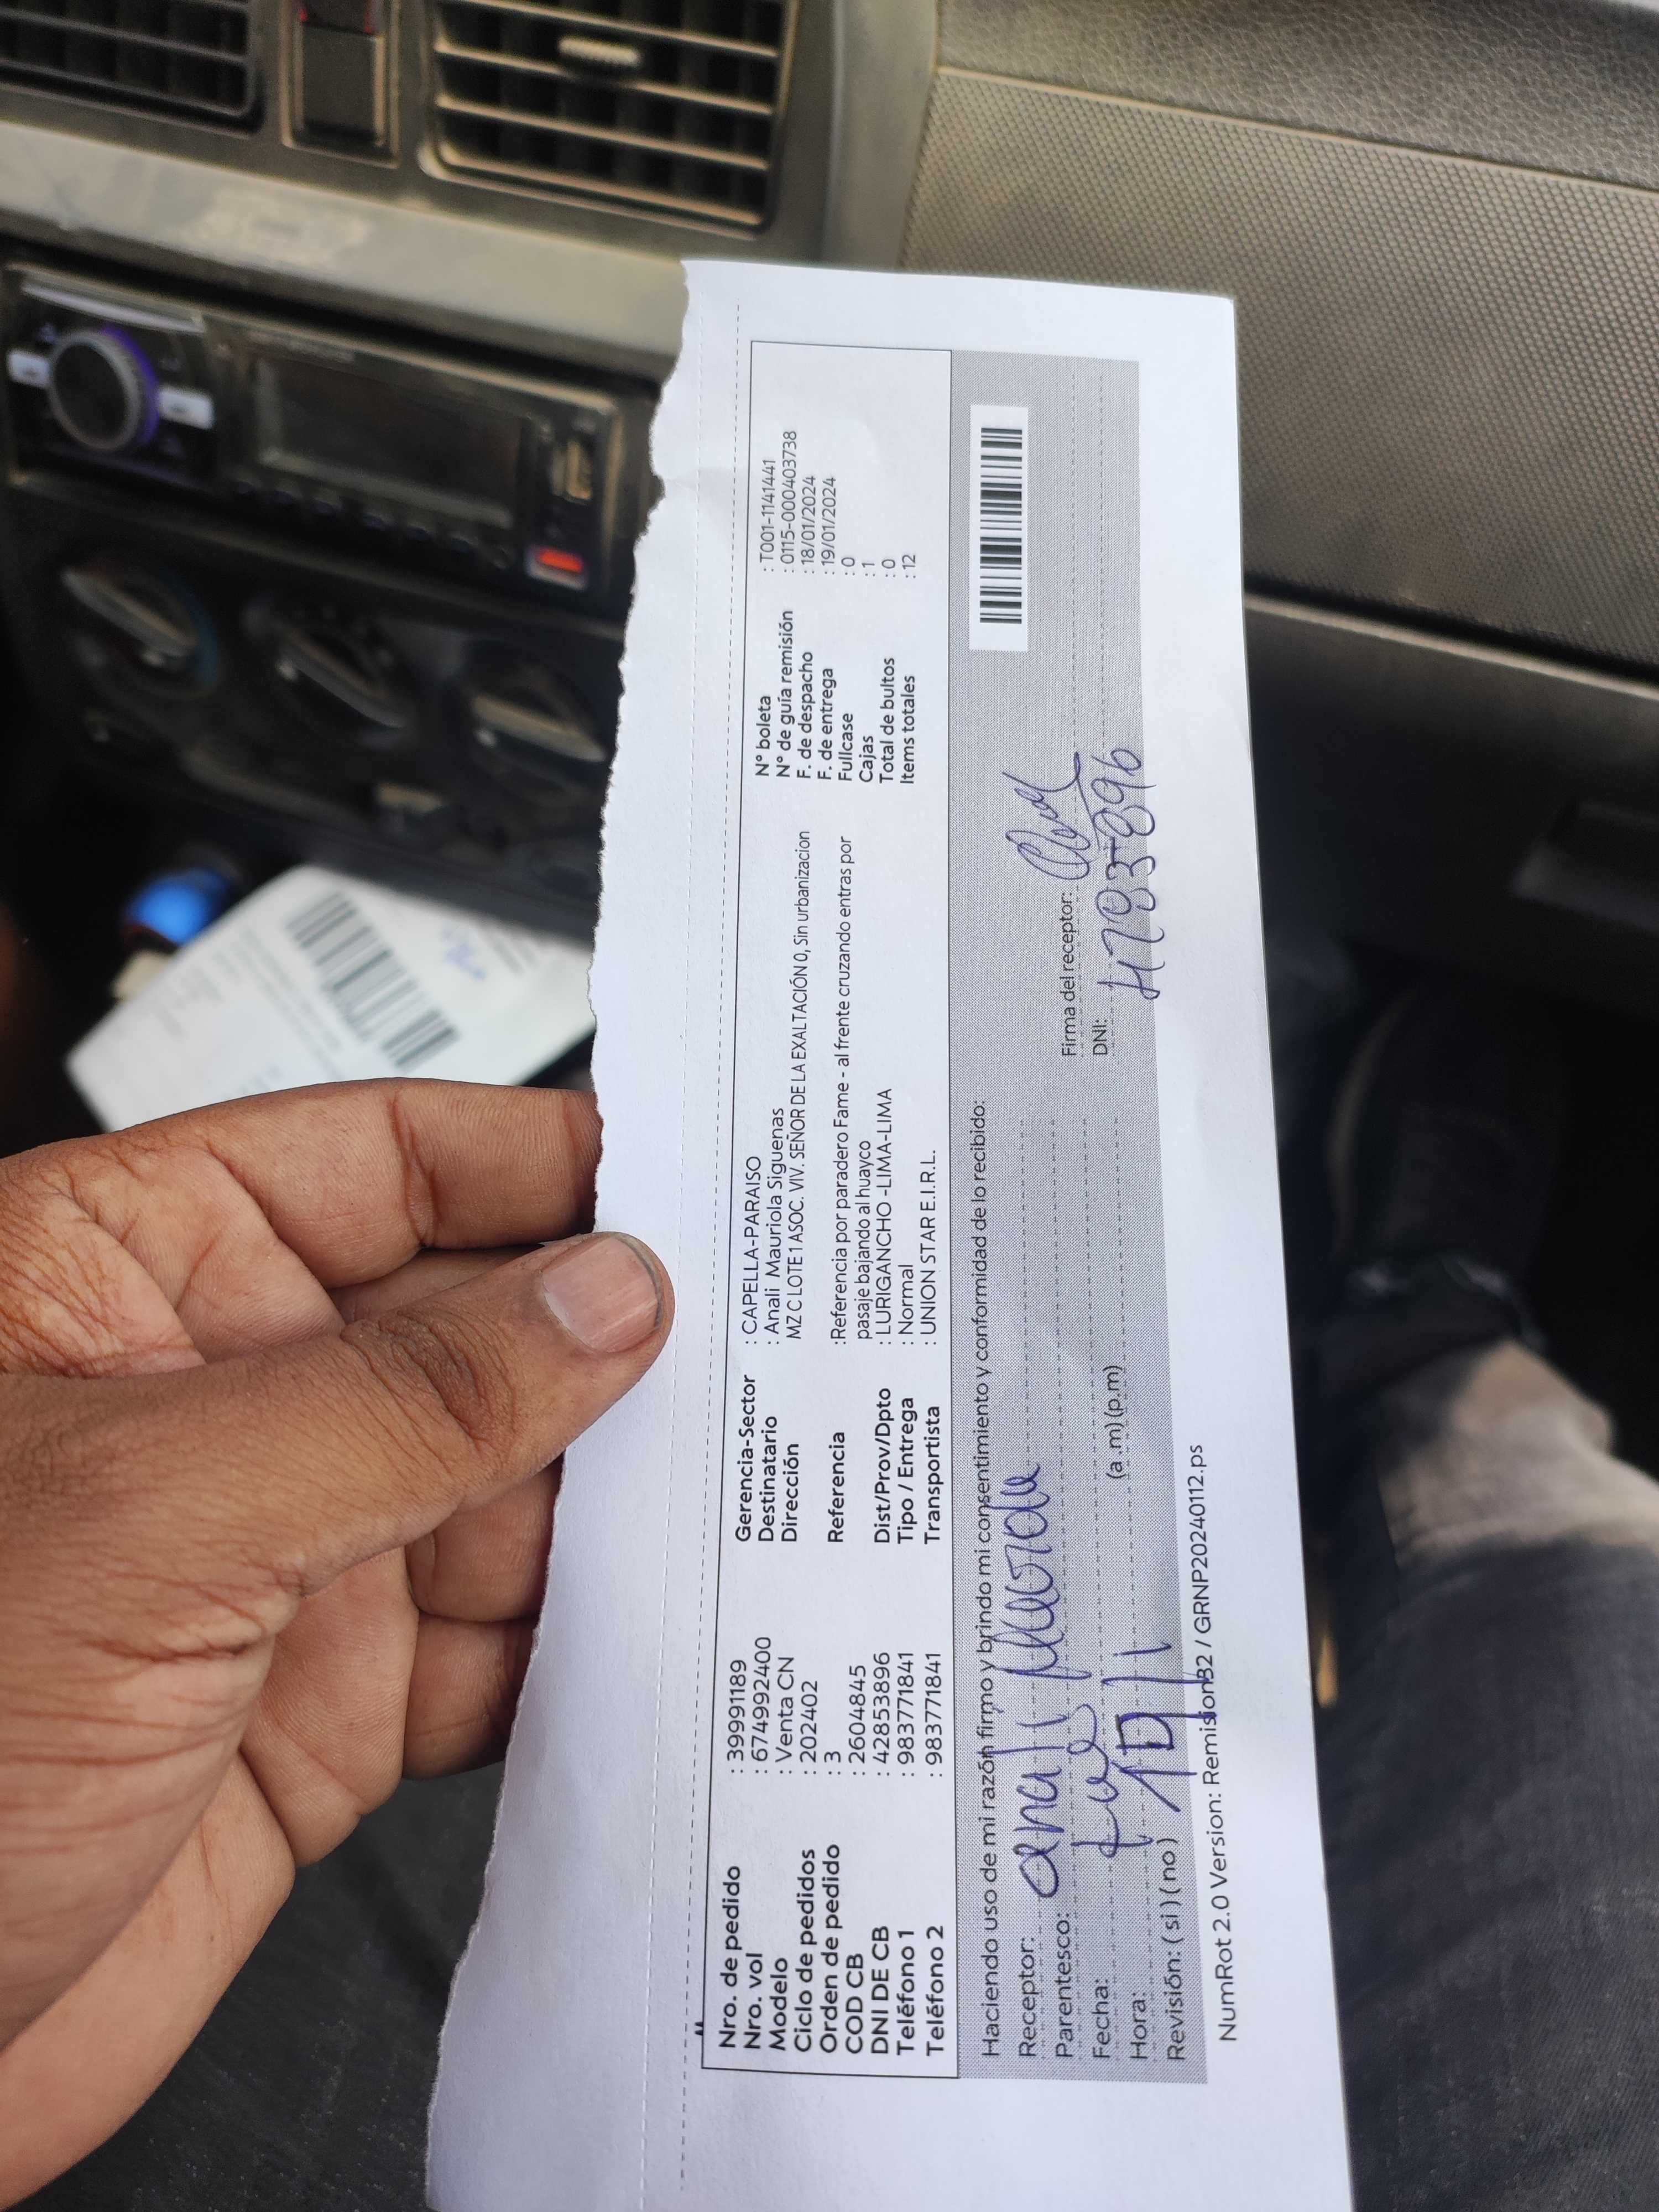 Nro. de pedido : 39991189
Nro. vol : 674992400
Modelo : Venta CN
Ciclo de pedidos : 202402
Orden de pedido : 3
COD CB : 2604845
DNI DE CB : 42853896
Teléfono 1 : 983771841
Teléfono 2 : 983771841
Gerencia-Sector : CAPELLA-PARAISO
Destinatario : Anali Mauriola Siguenas
Dirección MZ C LOTE 1 ASOC. VIV. SEÑOR DE LA EXALTACIÓN 0, Sin urbanizacion
Referencia :Referencia por paradero Fame - al frente cruzando entras por
pasaje bajando al huayco
Dist/Prov/Dpto : LURIGANCHO -LIMA-LIMA
Tipo / Entrega : Normal
Transportista : UNION STAR E.I.R.L.
N° boleta : T001-1141441
N° de guía remisión : 0115-0000403738
F. de despacho : 18/01/2024
F. de entrega : 19/01/2024
Fullcase : 0
Cajas : 1
Total de bultos : 0
Items totales : 12
Haciendo uso de mi razón firmo y brindo mi consentimiento y conformidad de lo recibido:
Receptor:
Parentesco:
Fecha:
Hora: (a .m) (p.m)
Revisión: ( si ) ( no )
Firma del receptor:
DNI:
NumRot 2.0 Version: RemisionB2 / GRNP20240112.ps